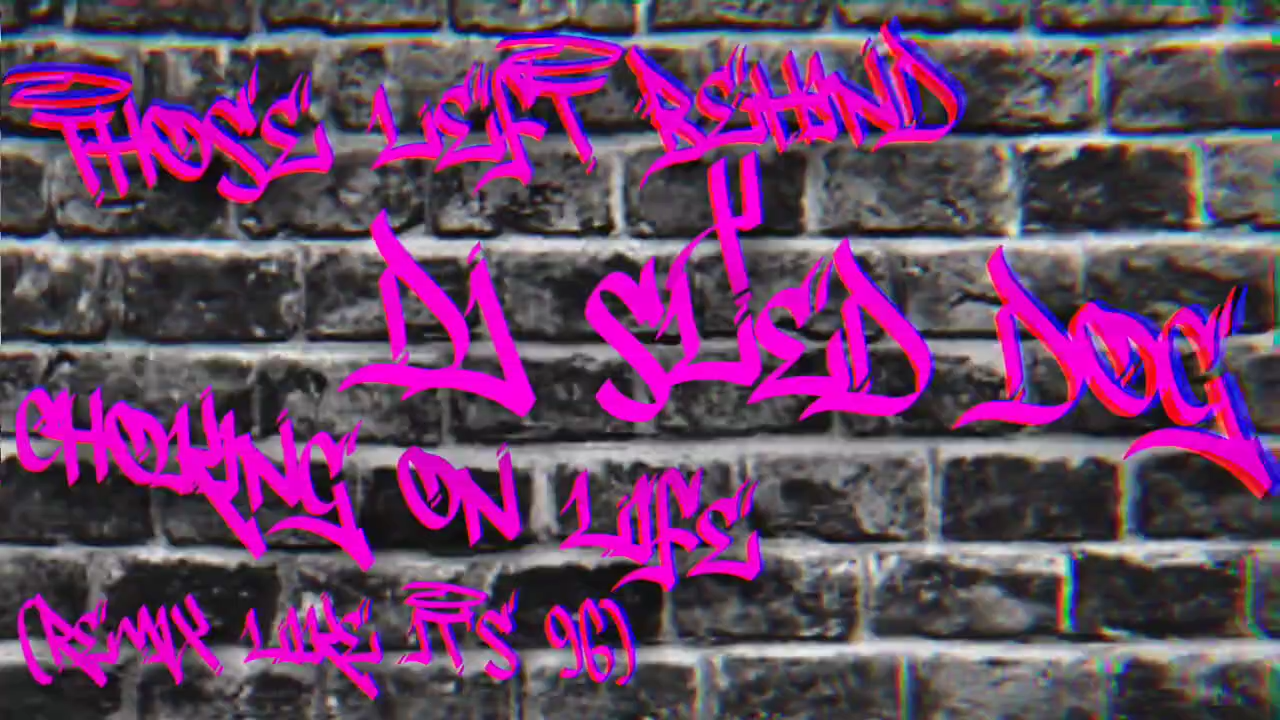 THOSE LEFT BEHIND
DJ SLED DOG
CHOKING ON LIFE
(REMIX LIKE IT'S 96)